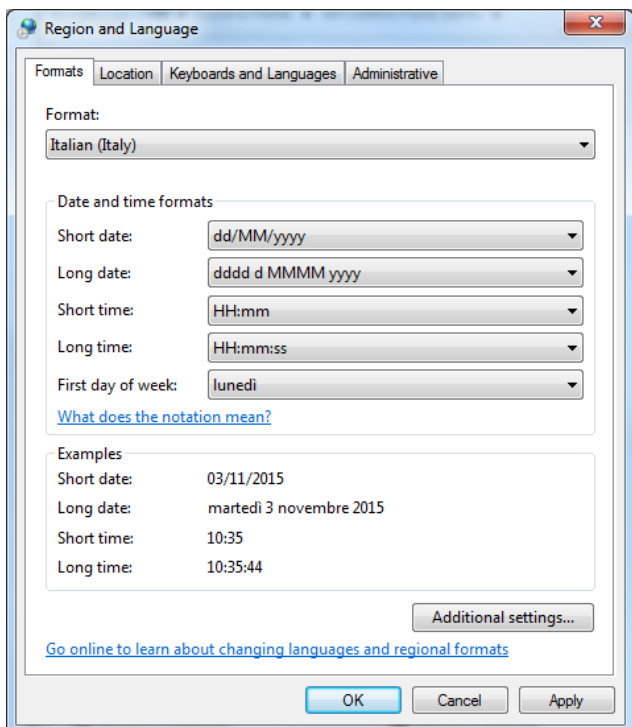 Region and Language
Formats Location Keyboards and Languages Administrative
Format:
Italian (Italy)
Date and time formats
Short date: dd/MM/yyyy
Long date: dddd d MMMM yyyy
Short time: HH:mm
Long time: HH:mm:ss
First day of week: lunedì
What does the notation mean?
Examples
Short date: 03/11/2015
Long date: martedì 3 novembre 2015
Short time: 10:35
Long time: 10:35:44
Additional settings...
Go online to learn about changing languages and regional formats
OK Cancel Apply